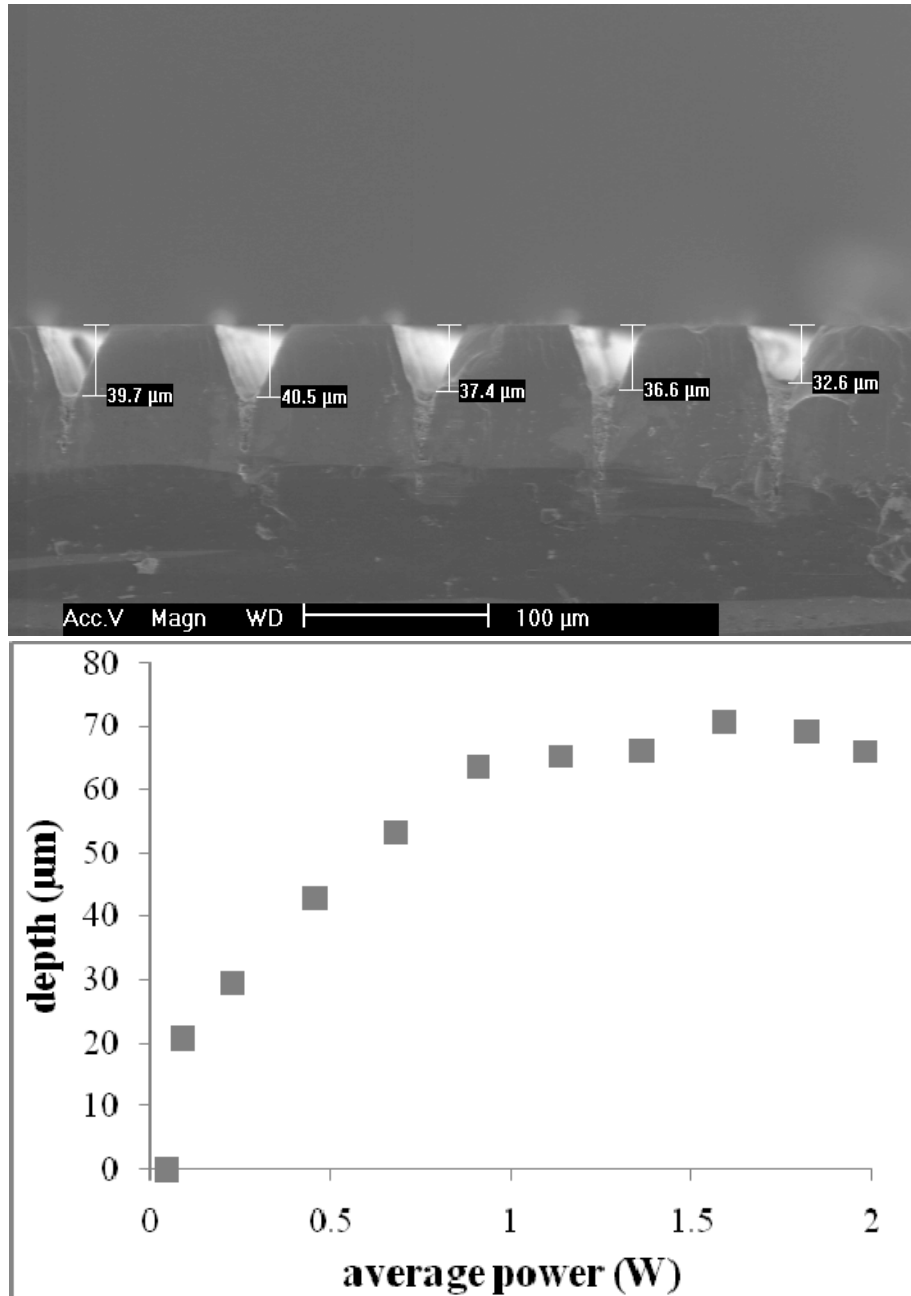 39.7 µm
40.5 µm
37.4 µm
36.6 µm
32.6 µm
Acc.V Magn WD 100 µm
80
70
60
50
40
30
20
10
0
depth (µm)
0 0.5 1 1.5 2
average power (W)